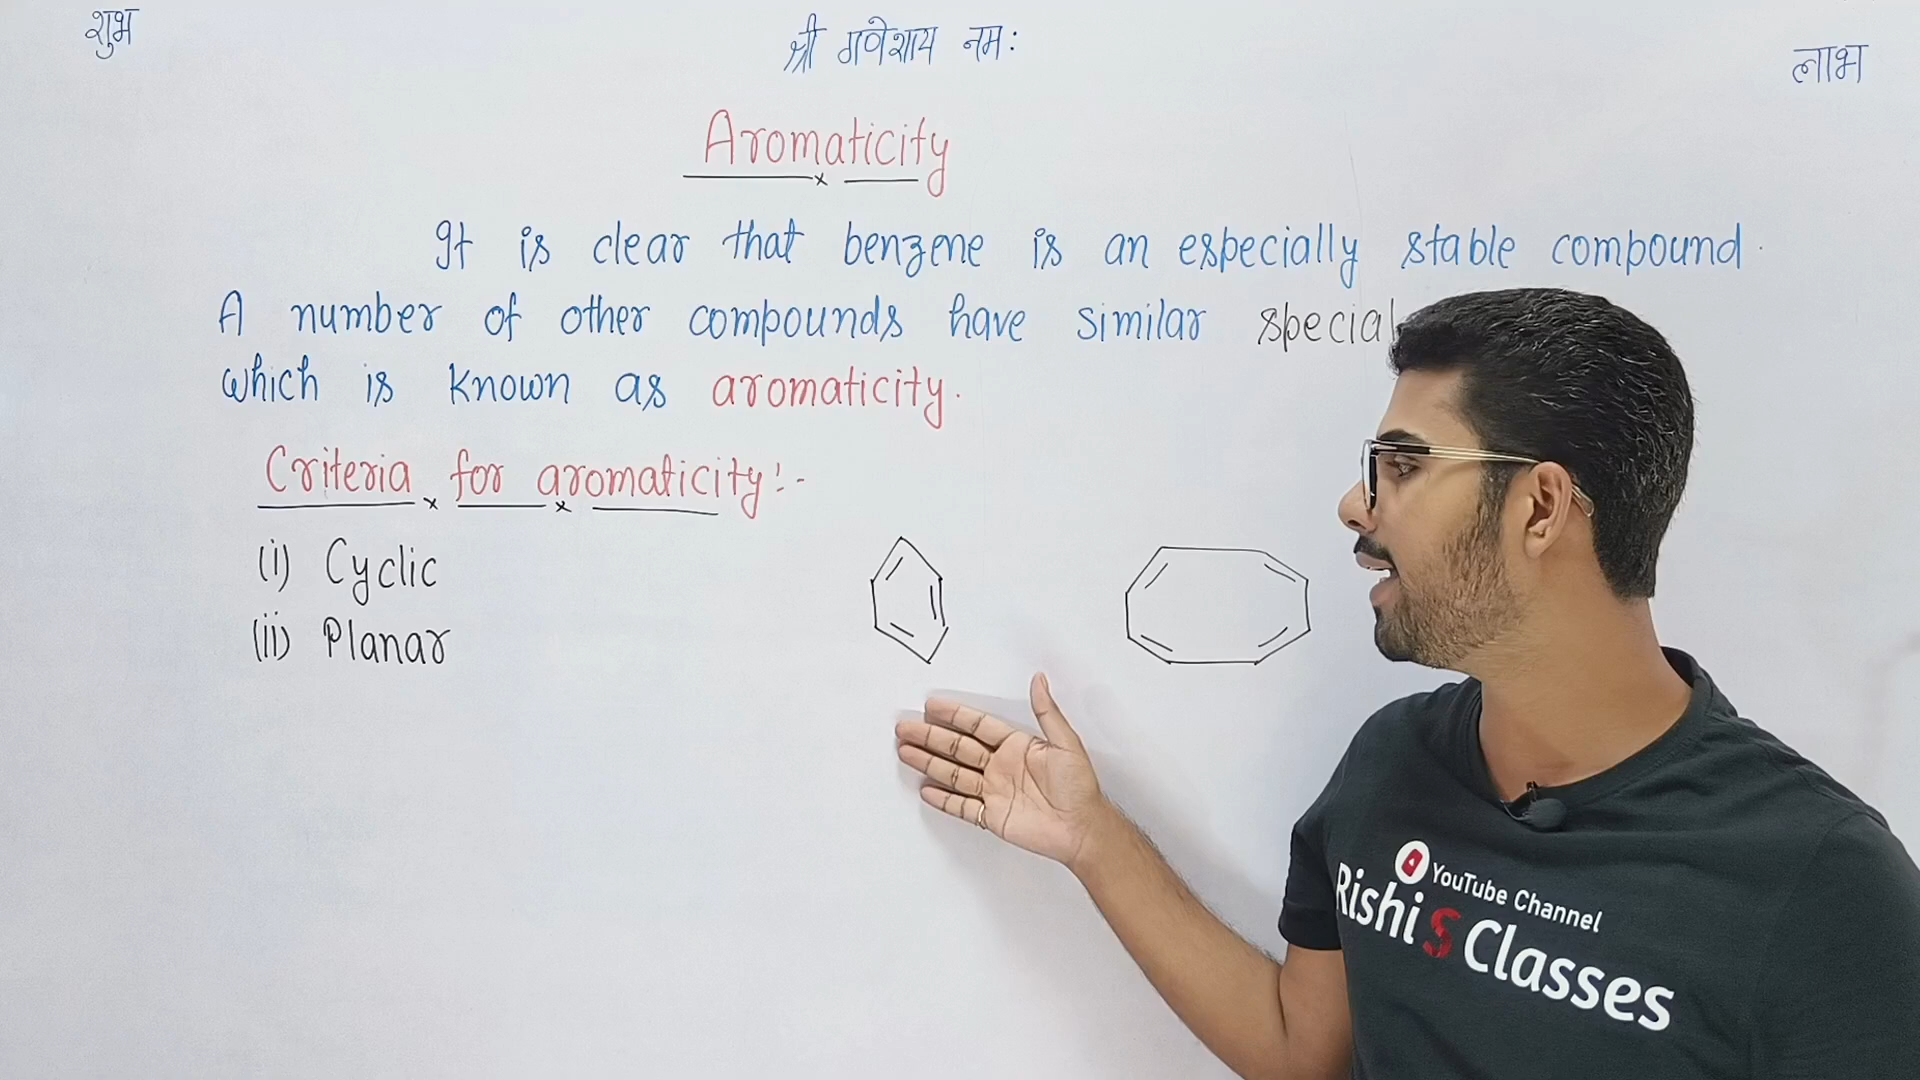 शुभ
श्री गणेशाय नमः
लाभ
Aromaticity
It is clear that benzene is an especially stable compound.
A number of other compounds have similar special
which is known as aromaticity.
Criteria for aromaticity:-
(i) Cyclic
(ii) Planar
YouTube Channel
Rishi S Classes